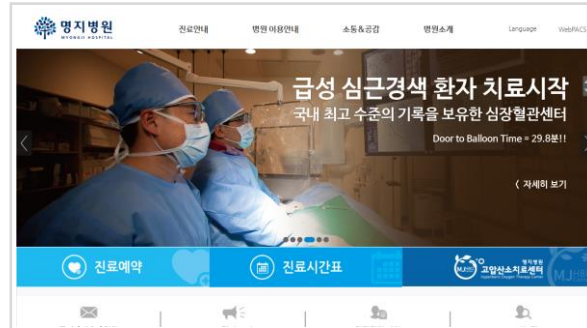 명지병원
MYONGJI HOSPITAL
진료안내
병원 이용안내
소통&공감
병원소개
Language
WebPACS
급성 심근경색 환자 치료시작
국내 최고 수준의 기록을 보유한 심장혈관센터
Door to Balloon Time = 29.8분!!
〈 자세히 보기
진료예약
진료시간표
명지병원
고압산소치료센터